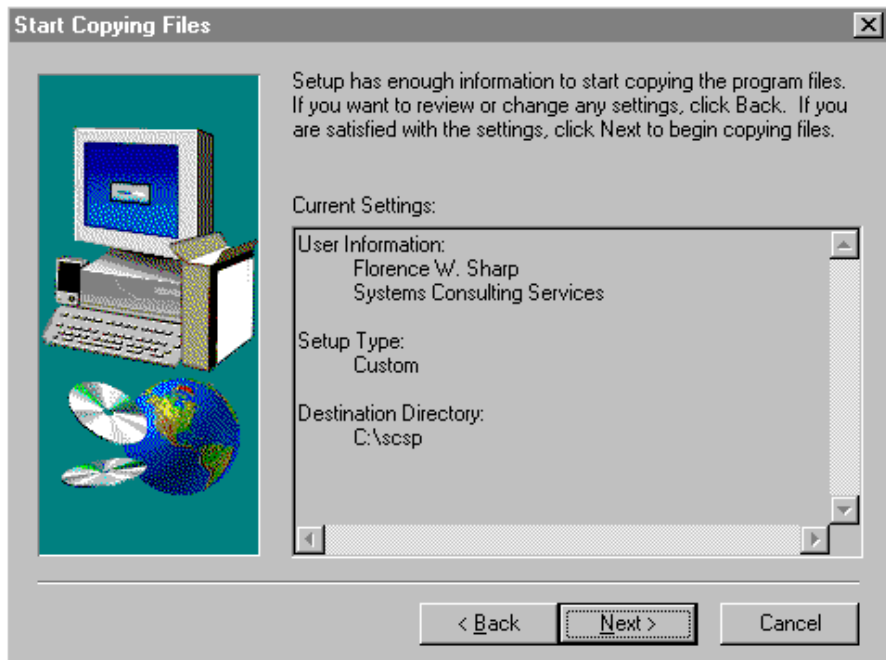 Start Copying Files
Setup has enough information to start copying the program files.
If you want to review or change any settings, click Back. If you
are satisfied with the settings, click Next to begin copying files.
Current Settings:
User Information:
Florence W. Sharp
Systems Consulting Services
Setup Type:
Custom
Destination Directory:
C:\scsp
< Back
Next >
Cancel